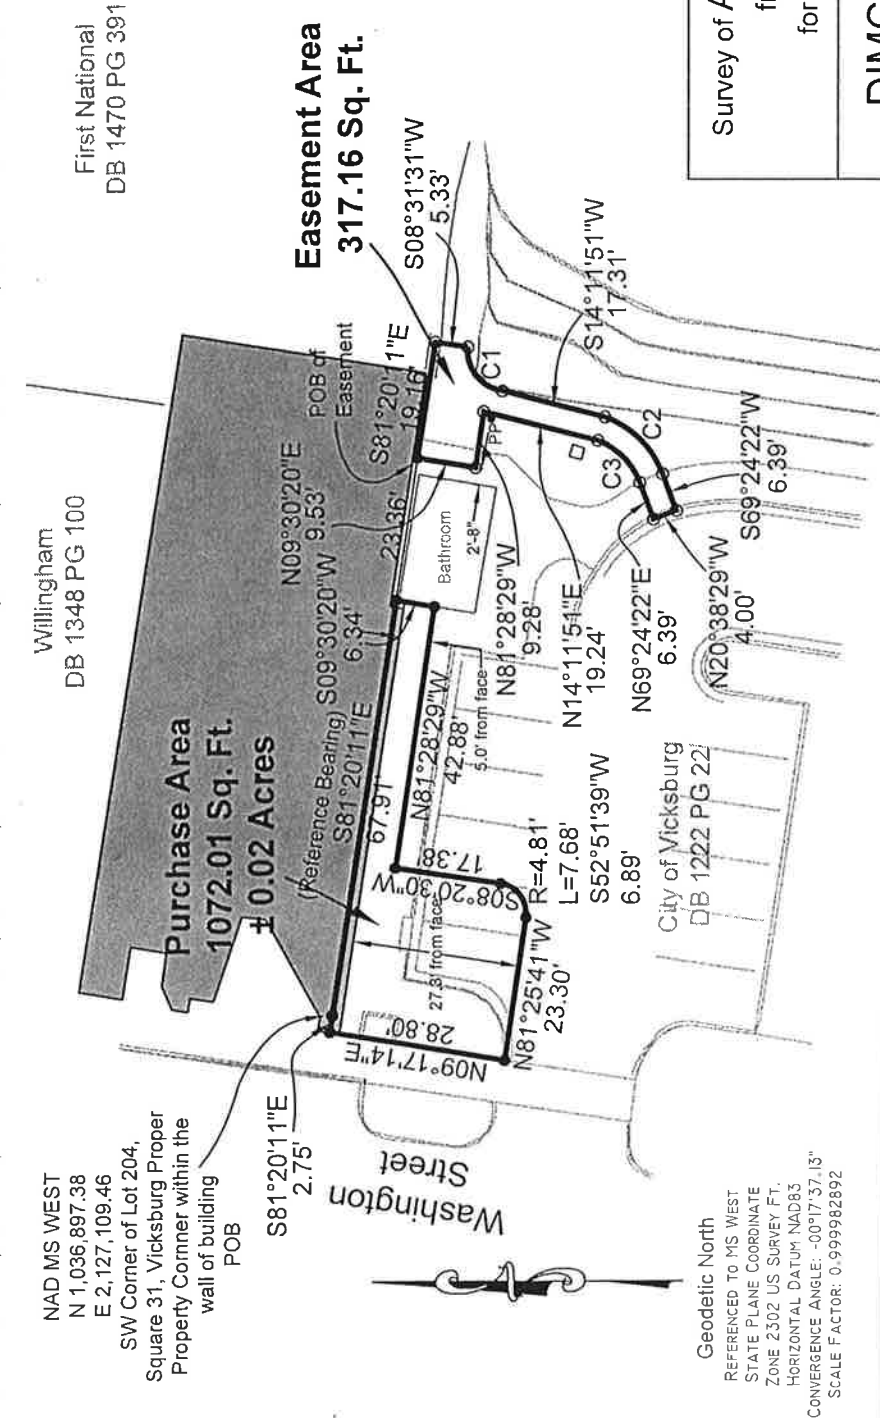 First National
DB 1470 PG 391
Willingham
DB 1348 PG 100
Easement Area
317.16 Sq. Ft.
S08°31'31"W
5.33'
POB of
Easement
S81°20'11"E
19.16'
N09°30'20"E
9.53'
23.36'
Bathroom
2'-8"
PP
C1
S14°11'51"W
17.31'
C2
C3
S69°24'22"W
6.39'
N20°38'29"W
4.00'
N69°24'22"E
6.39'
N14°11'51"E
19.24'
N81°28'29"W
9.28'
S09°30'20"W
6.34'
Purchase Area
1072.01 Sq. Ft.
± 0.02 Acres
(Reference Bearing)
S81°20'11"E
67.91'
N81°28'29"W
42.88'
5.0' from face
S08°20'30"W
17.38'
R=4.81'
L=7.68'
S52°51'39"W
6.89'
27.3' from face
N81°25'41"W
23.30'
N09°17'14"E
28.80'
City of Vicksburg
DB 1222 PG 22
NAD MS WEST
N 1,036,897.38
E 2,127,109.46
SW Corner of Lot 204,
Square 31, Vicksburg Proper
Property Cornner within the
wall of building
POB
S81°20'11"E
2.75'
Washington
Street
Geodetic North
REFERENCED TO MS WEST
STATE PLANE COORDINATE
ZONE 2302 US SURVEY FT.
HORIZONTAL DATUM NAD83
CONVERGENCE ANGLE: -00°17'37.13"
SCALE FACTOR: 0.999982892
Survey of
for